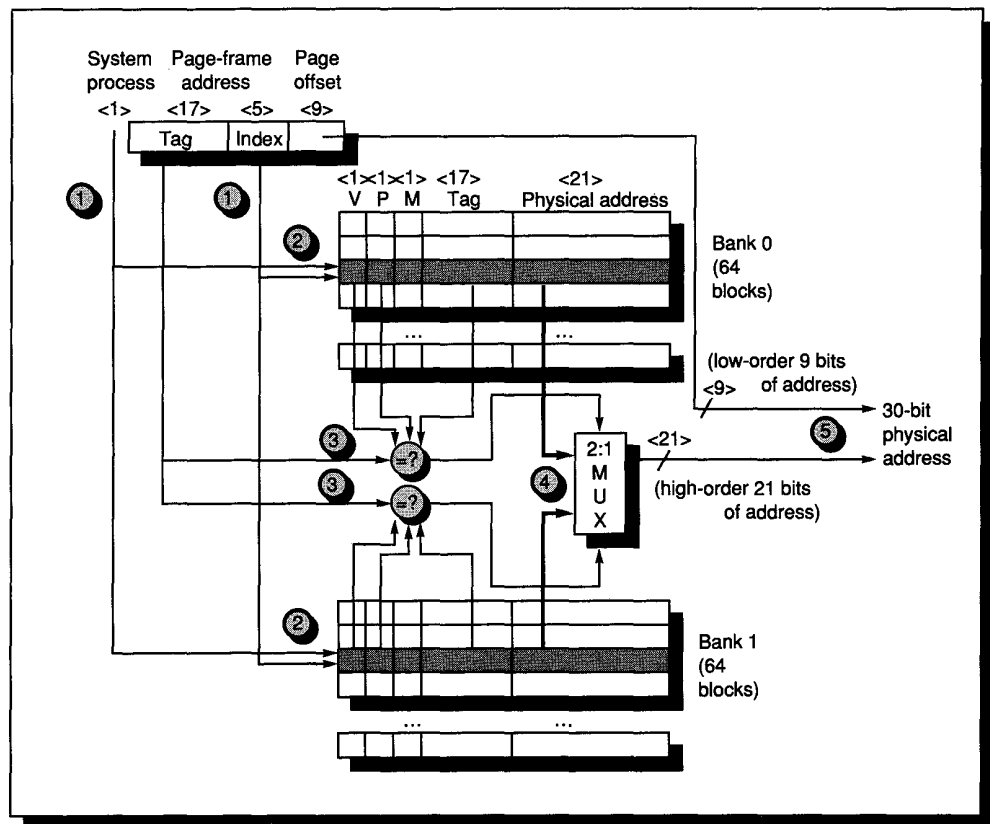 System Page-frame Page
process address offset
<1> <17> <5> <9>
Tag Index
1 1
<1><1><1> <17> <21>
V P M Tag Physical address
2
Bank 0
(64
blocks)
... ...
(low-order 9 bits
of address)
<9>
30-bit
physical
address
5
3
=?
2:1
M
U
X
<21>
4
3
=?
(high-order 21 bits
of address)
2
Bank 1
(64
blocks)
... ...